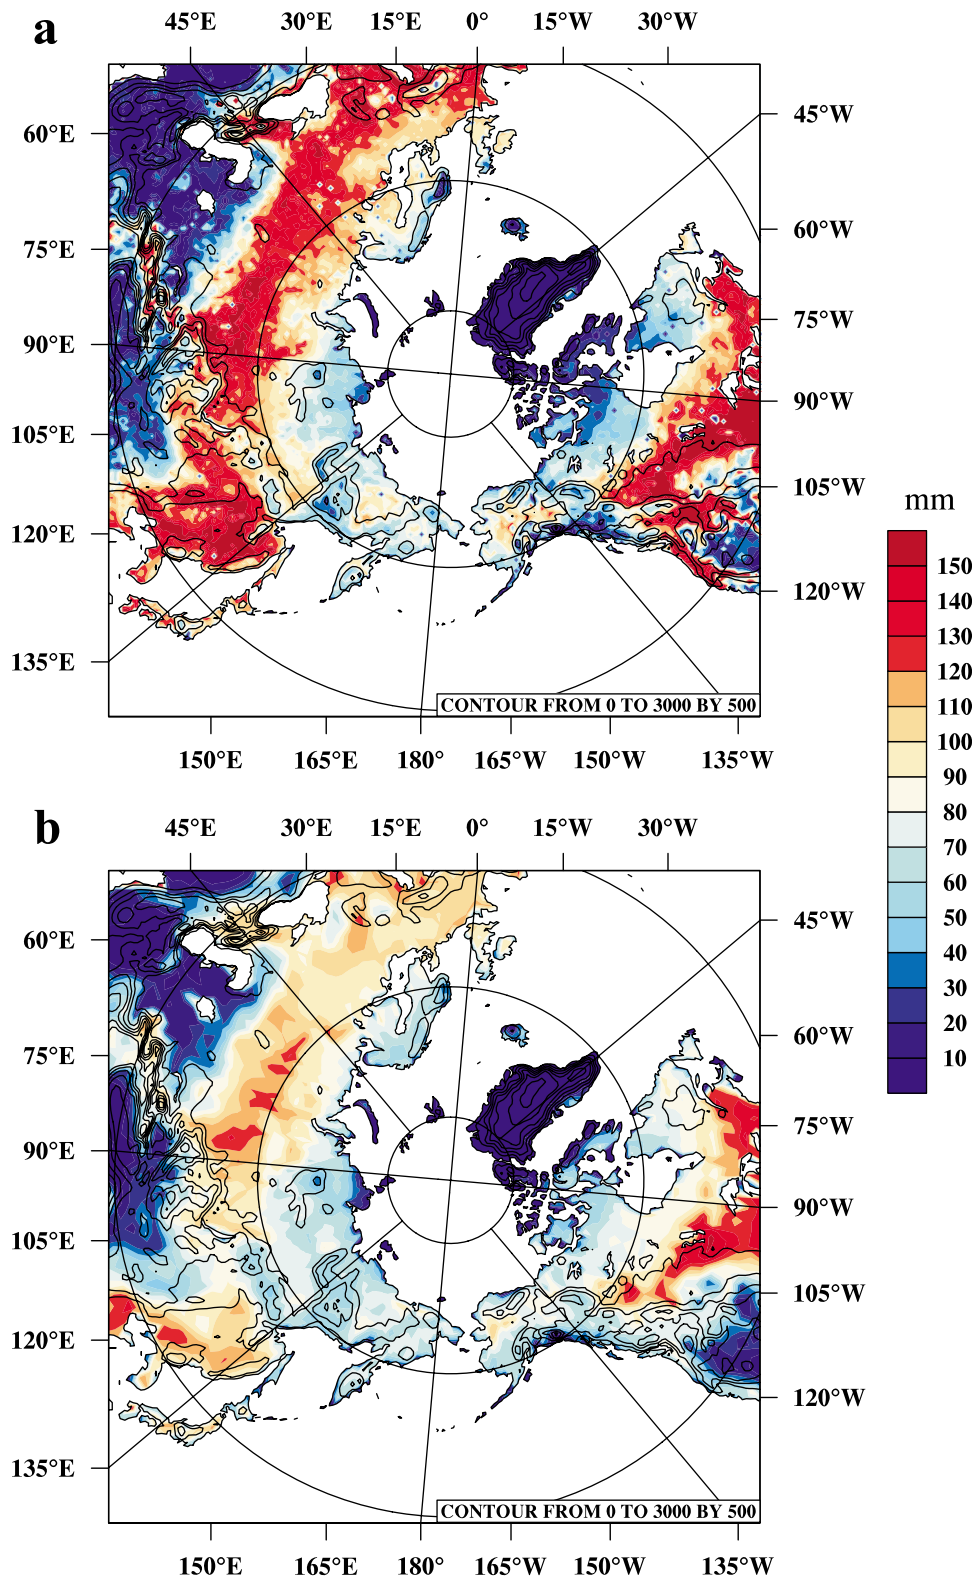 a
45°E 30°E 15°E 0° 15°W 30°W
60°E
75°E
90°E
105°E
120°E
135°E
45°W
60°W
75°W
90°W
105°W
120°W
CONTOUR FROM 0 TO 3000 BY 500
150°E 165°E 180° 165°W 150°W 135°W
mm
150
140
130
120
110
100
90
80
70
60
50
40
30
20
10
b
45°E 30°E 15°E 0° 15°W 30°W
60°E
75°E
90°E
105°E
120°E
135°E
45°W
60°W
75°W
90°W
105°W
120°W
CONTOUR FROM 0 TO 3000 BY 500
150°E 165°E 180° 165°W 150°W 135°W